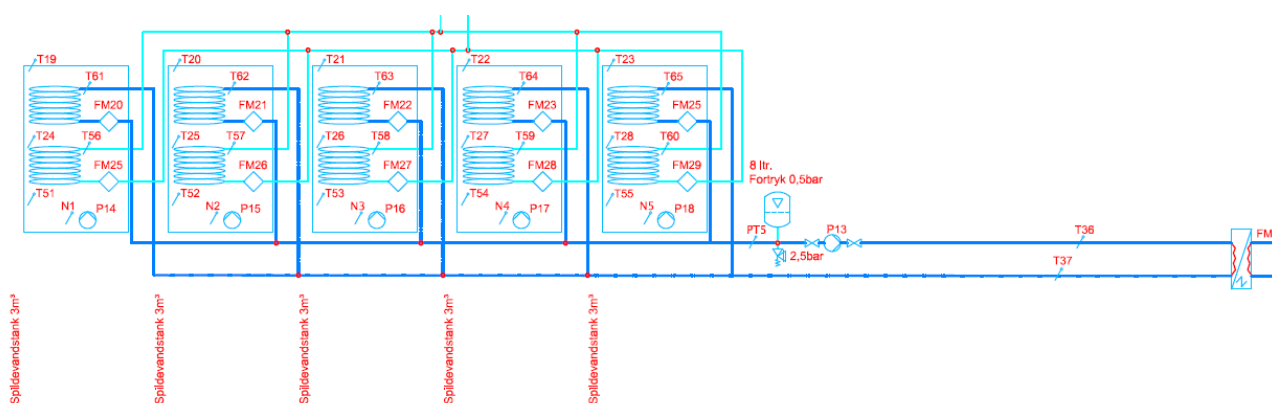 T19
T61
FM20
T24
T56
FM25
T51
N1
P14
T20
T62
FM21
T25
T57
FM26
T52
N2
P15
T21
T63
FM22
T26
T58
FM27
T53
N3
P16
T22
T64
FM23
T27
T59
FM28
T54
N4
P17
T23
T65
FM25
T28
T60
FM29
T55
N5
P18
8 ltr.
Fortryk 0,5bar
PT5
P13
2,5bar
T36
T37
FM
Spildevandstank 3m³
Spildevandstank 3m³
Spildevandstank 3m³
Spildevandstank 3m³
Spildevandstank 3m³